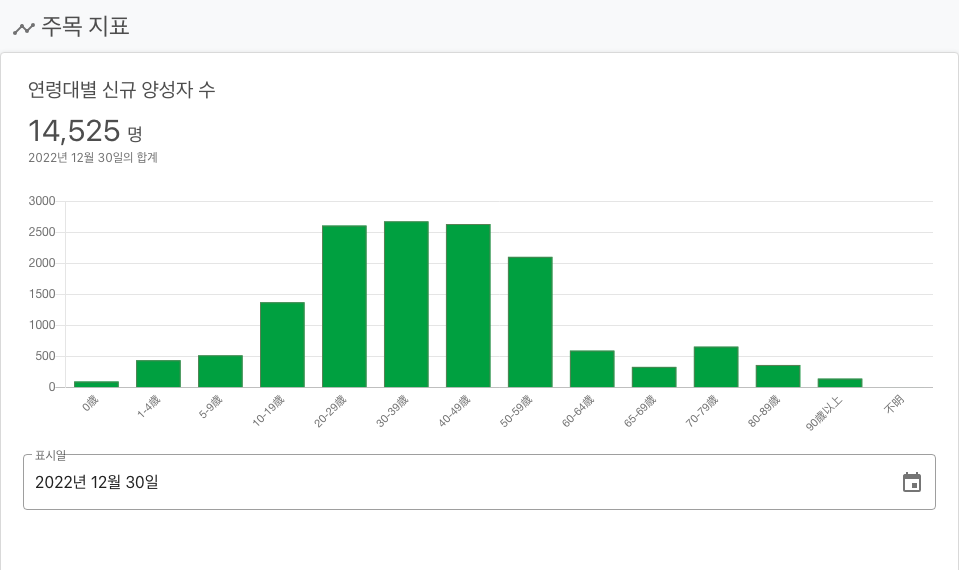 주목 지표
연령대별 신규 양성자 수
14,525 명
2022년 12월 30일의 합계
3000
2500
2000
1500
1000
500
0
0歳
1-4歳
5-9歳
10-19歳
20-29歳
30-39歳
40-49歳
50-59歳
60-64歳
65-69歳
70-79歳
80-89歳
90歳以上
不明
표시일
2022년 12월 30일